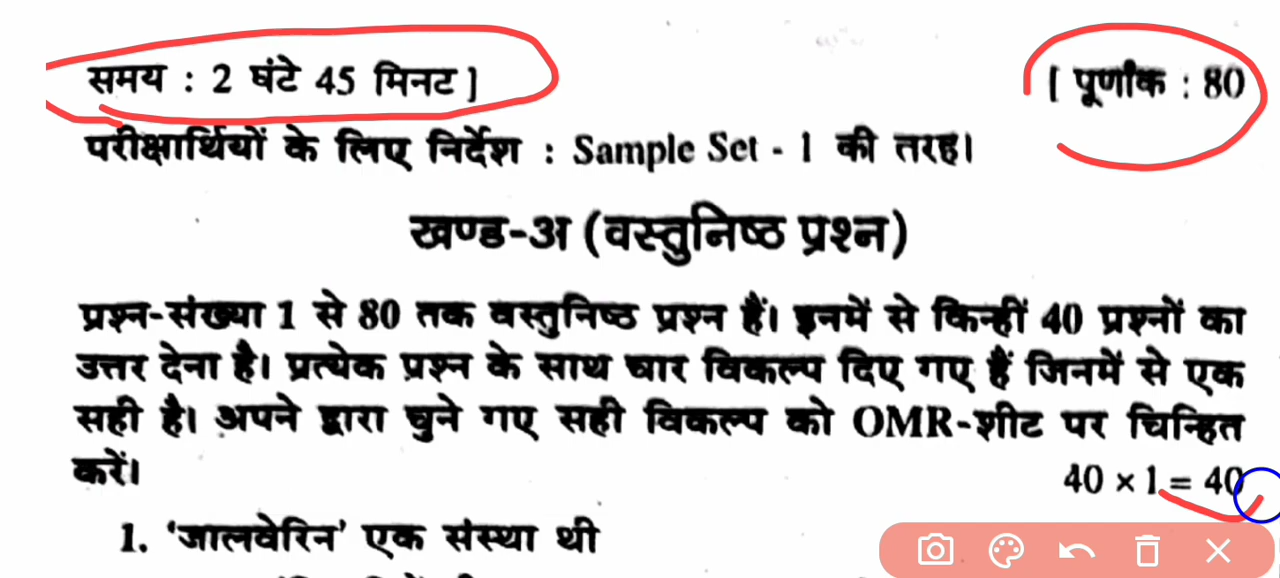 समय : 2 घंटे 45 मिनट ] [ पूर्णांक : 80
परीक्षार्थियों के लिए निर्देश : Sample Set - 1 की तरह।
खण्ड-अ (वस्तुनिष्ठ प्रश्न)
प्रश्न-संख्या 1 से 80 तक वस्तुनिष्ठ प्रश्न हैं। इनमें से किन्हीं 40 प्रश्नों का
उत्तर देना है। प्रत्येक प्रश्न के साथ चार विकल्प दिए गए हैं जिनमें से एक
सही है। अपने द्वारा चुने गए सही विकल्प को OMR-शीट पर चिन्हित
करें।
40 × 1 = 40
1. ‘जालवेरिन’ एक संस्था थी